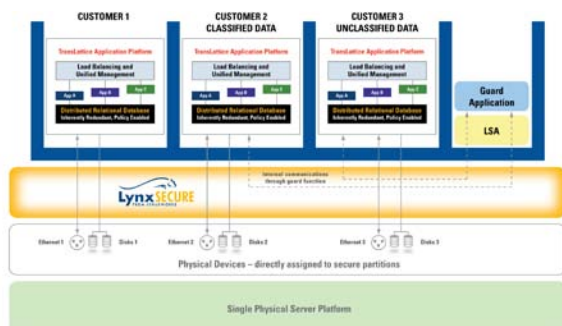 CUSTOMER 1
CUSTOMER 2
CLASSIFIED DATA
CUSTOMER 3
UNCLASSIFIED DATA
TransLattice Application Platform
Load Balancing and
Unified Management
App A
App B
App C
Distributed Relational Database
Inherently Redundant, Policy Enabled
TransLattice Application Platform
Load Balancing and
Unified Management
App A
App B
App C
Distributed Relational Database
Inherently Redundant, Policy Enabled
TransLattice Application Platform
Load Balancing and
Unified Management
App A
App B
App C
Distributed Relational Database
Inherently Redundant, Policy Enabled
Guard
Application
LSA
Internal communications
through guard function
LynxSECURE
FROM LYNUXWORKS
Ethernet 1
Disks 1
Ethernet 2
Disks 2
Ethernet 3
Disks 3
Physical Devices – directly assigned to secure partitions
Single Physical Server Platform